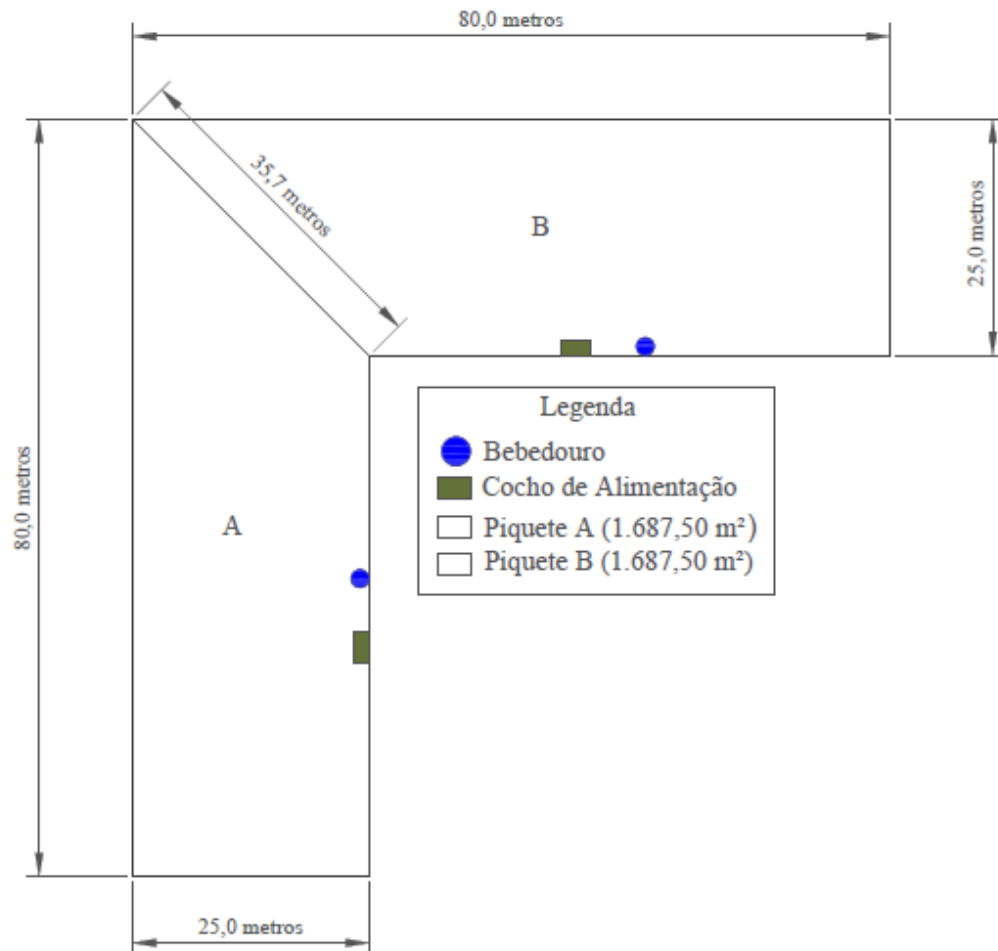 80,0 metros
35,7 metros
B
25,0 metros
Legenda
Bebedouro
Cocho de Alimentação
Piquete A (1.687,50 m²)
Piquete B (1.687,50 m²)
80,0 metros
A
25,0 metros